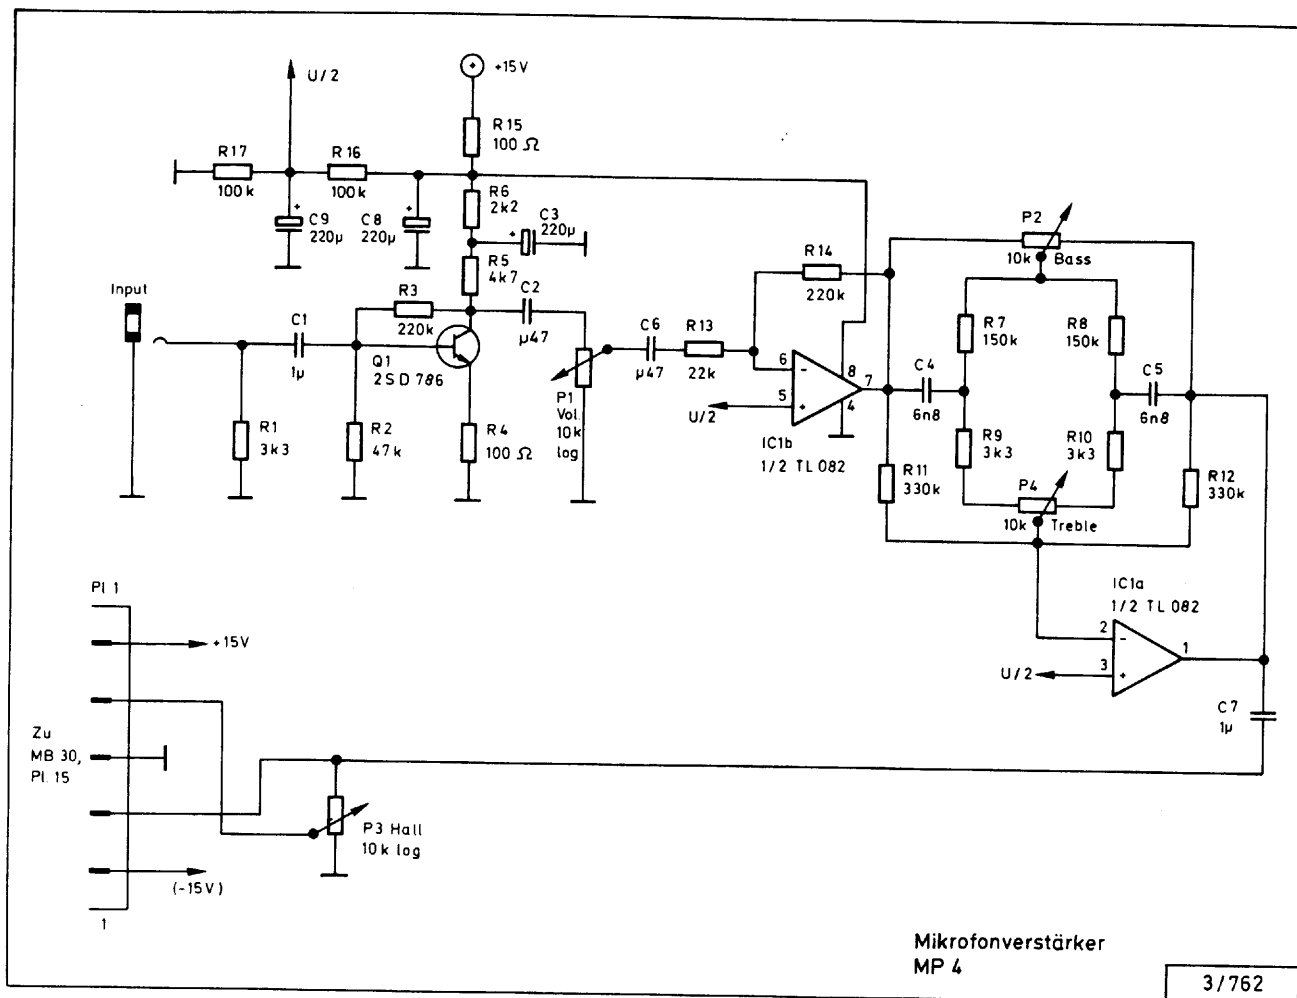 U/2
+15V
R15
100 Ω
R17
100k
R16
100k
R6
2k2
C9
220µ
C8
220µ
C3
220µ
R5
4k7
R3
220k
C2
µ47
Input
C1
1µ
Q1
2SD 786
R1
3k3
R2
47k
R4
100 Ω
P1
Vol.
10k
log
C6
µ47
R13
22k
R14
220k
6
5
8
4
7
U/2
IC1b
1/2 TL 082
P2
10k
Bass
R7
150k
R8
150k
C4
6n8
C5
6n8
R9
3k3
R10
3k3
R11
330k
R12
330k
P4
10k
Treble
IC1a
1/2 TL 082
2
3
1
U/2
C7
1µ
Pl. 1
+15V
Zu
MB 30,
Pl. 15
P3 Hall
10k log
(-15V)
1
Mikrofonverstärker
MP 4
3/762